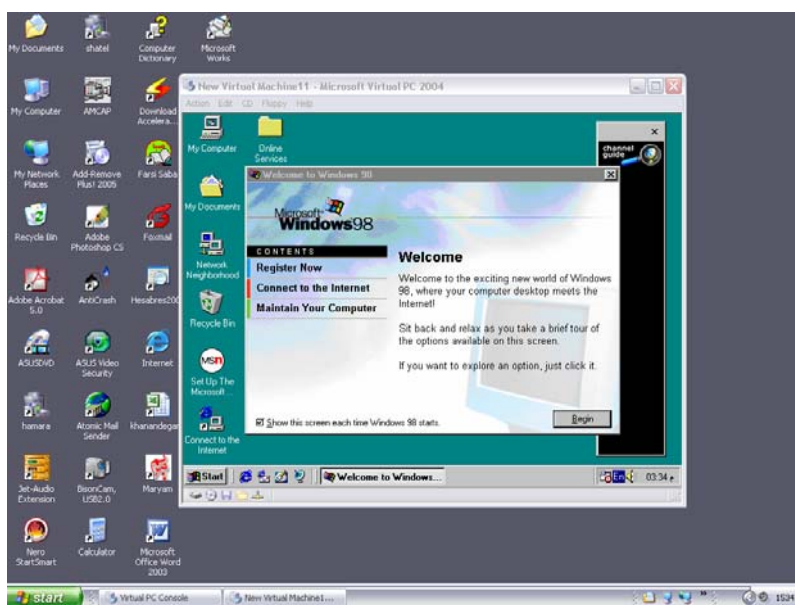 My Documents
shatel
Computer
Dictionary
Microsoft
Works
My Computer
AMCAP
Download
Accelera...
My Network
Places
Add-Remove
Plus! 2005
Farsi Saba
Recycle Bin
Adobe
Photoshop CS
Foxmail
Adobe Acrobat
5.0
AntiCrash
Hesabres200
ASUSDVD
ASUS Video
Security
Internet
hamara
Atomic Mail
Sender
khanandegan
Jet-Audio
Extension
BisonCam,
USB2.0
Maryam
Nero
StartSmart
Calculator
Microsoft
Office Word
2003
New Virtual Machine11 - Microsoft Virtual PC 2004
Action Edit CD Floppy Help
My Computer
Online
Services
My Documents
Network
Neighborhood
Recycle Bin
Set Up The
Microsoft ...
Connect to the
Internet
channel
guide
Welcome to Windows 98
Microsoft
Windows98
CONTENTS
Register Now
Connect to the Internet
Maintain Your Computer
Welcome
Welcome to the exciting new world of Windows
98, where your computer desktop meets the
Internet!
Sit back and relax as you take a brief tour of
the options available on this screen.
If you want to explore an option, just click it.
Show this screen each time Windows 98 starts.
Begin
msn
Start
Welcome to Windows...
En
03:34
start
Virtual PC Console
New Virtual Machine1...
1534